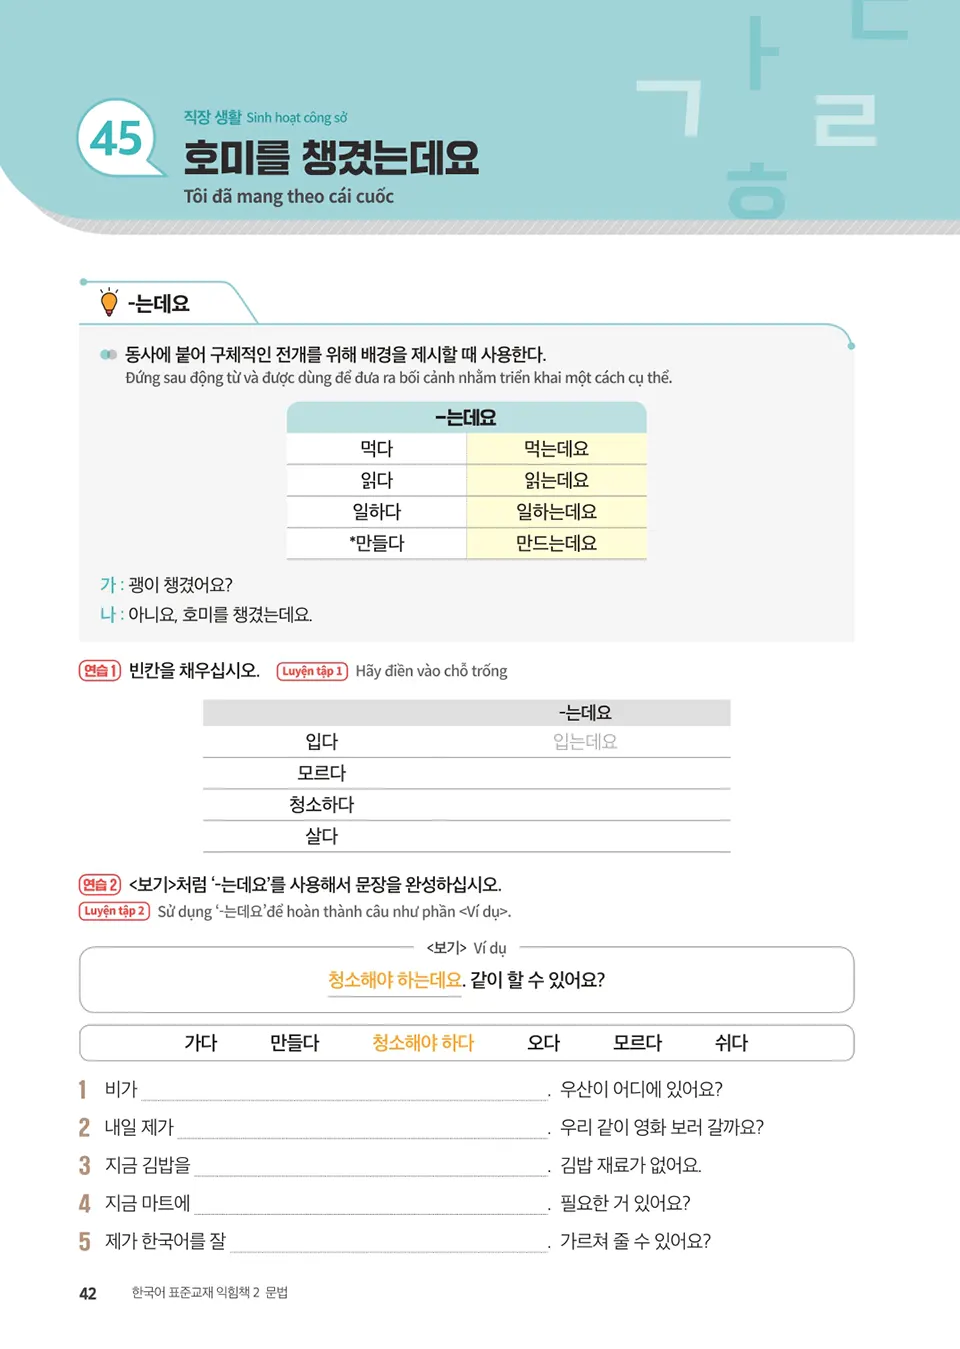 45
직장 생활 Sinh hoạt công sở
호미를 챙겼는데요
Tôi đã mang theo cái cuốc
ㄱ ㅏ ㄴ ㄹ ㅎ
-는데요
동사에 붙어 구체적인 전개를 위해 배경을 제시할 때 사용한다.
Đứng sau động từ và được dùng để đưa ra bối cảnh nhằm triển khai một cách cụ thể.
-는데요
먹다 먹는데요
읽다 읽는데요
일하다 일하는데요
*만들다 만드는데요
가 : 괭이 챙겼어요?
나 : 아니요, 호미를 챙겼는데요.
연습 1 빈칸을 채우십시오. Luyện tập 1 Hãy điền vào chỗ trống
-는데요
입다 입는데요
모르다
청소하다
살다
연습 2 <보기>처럼 ‘-는데요’를 사용해서 문장을 완성하십시오.
Luyện tập 2 Sử dụng ‘-는데요’để hoàn thành câu như phần <Ví dụ>.
<보기> Ví dụ
청소해야 하는데요. 같이 할 수 있어요?
가다 만들다 청소해야 하다 오다 모르다 쉬다
1 비가 . 우산이 어디에 있어요?
2 내일 제가 . 우리 같이 영화 보러 갈까요?
3 지금 김밥을 . 김밥 재료가 없어요.
4 지금 마트에 . 필요한 거 있어요?
5 제가 한국어를 잘 . 가르쳐 줄 수 있어요?
42 한국어 표준교재 익힘책 2 문법